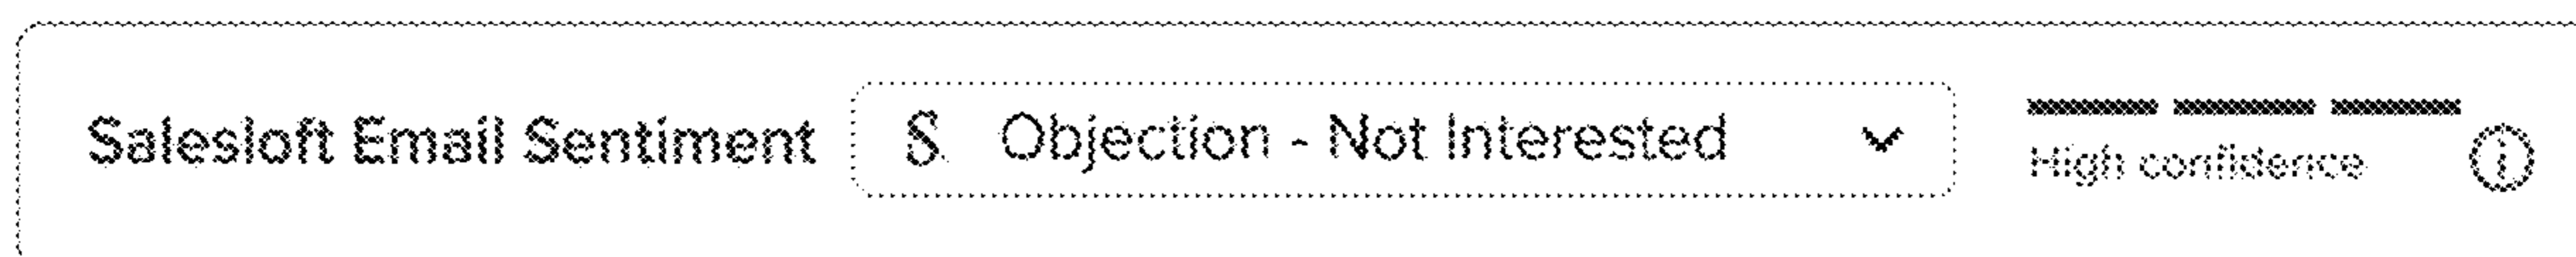 Salesloft Email Sentiment
Objection - Not Interested
High confidence